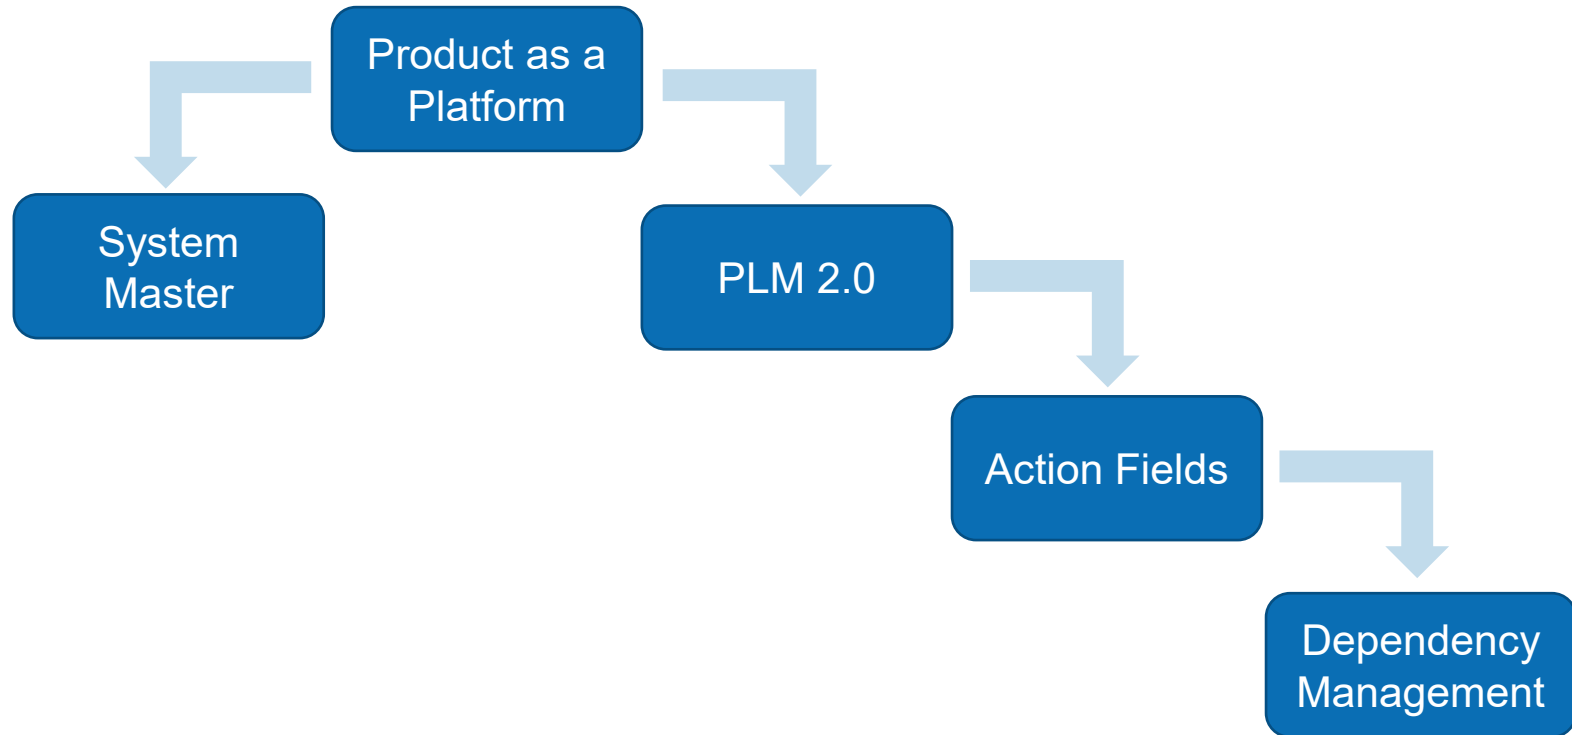 Product as a
Platform
System
Master
PLM 2.0
Action Fields
Dependency
Management